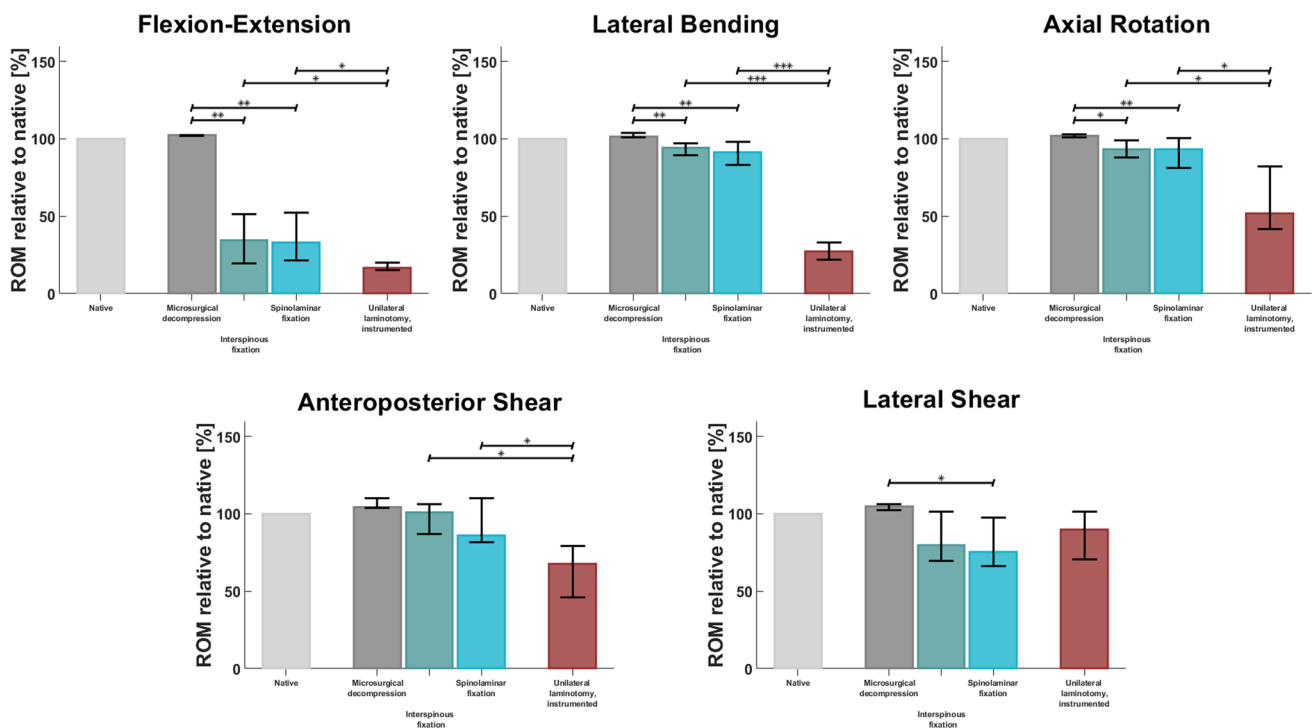 Flexion-Extension
ROM relative to native [%]
150
**
**
*
*
100
50
0
Native
Microsurgical
decompression
Interspinous
fixation
Spinolaminar
fixation
Unilateral
laminotomy,
instrumented
Lateral Bending
ROM relative to native [%]
150
***
***
**
**
100
50
0
Native
Microsurgical
decompression
Interspinous
fixation
Spinolaminar
fixation
Unilateral
laminotomy,
instrumented
Axial Rotation
ROM relative to native [%]
150
*
*
**
*
100
50
0
Native
Microsurgical
decompression
Interspinous
fixation
Spinolaminar
fixation
Unilateral
laminotomy,
instrumented
Anteroposterior Shear
ROM relative to native [%]
150
*
*
100
50
0
Native
Microsurgical
decompression
Interspinous
fixation
Spinolaminar
fixation
Unilateral
laminotomy,
instrumented
Lateral Shear
ROM relative to native [%]
150
*
100
50
0
Native
Microsurgical
decompression
Interspinous
fixation
Spinolaminar
fixation
Unilateral
laminotomy,
instrumented